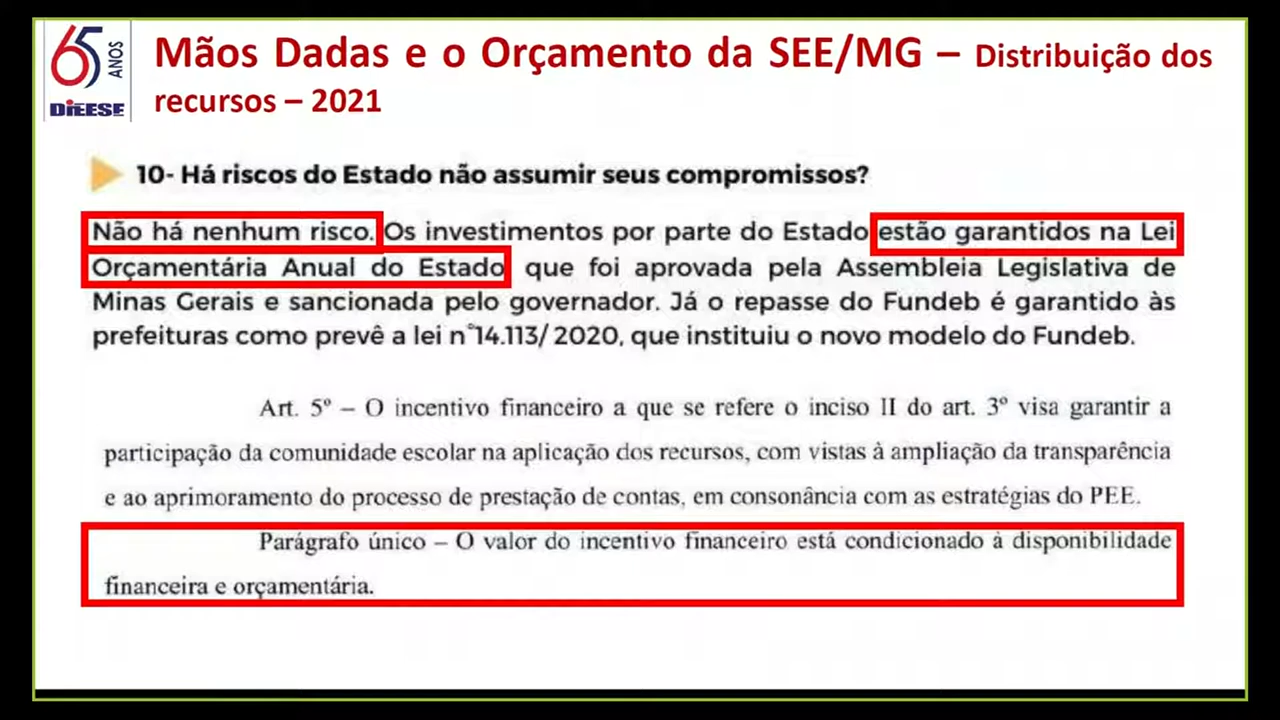 65 ANOS
DIEESE
Mãos Dadas e o Orçamento da SEE/MG – Distribuição dos
recursos – 2021
10- Há riscos do Estado não assumir seus compromissos?
Não há nenhum risco. Os investimentos por parte do Estado estão garantidos na Lei
Orçamentária Anual do Estado que foi aprovada pela Assembleia Legislativa de
Minas Gerais e sancionada pelo governador. Já o repasse do Fundeb é garantido às
prefeituras como prevê a lei n°14.113/ 2020, que instituiu o novo modelo do Fundeb.
Art. 5º – O incentivo financeiro a que se refere o inciso II do art. 3º visa garantir a
participação da comunidade escolar na aplicação dos recursos, com vistas à ampliação da transparência
e ao aprimoramento do processo de prestação de contas, em consonância com as estratégias do PEE.
Parágrafo único – O valor do incentivo financeiro está condicionado à disponibilidade
financeira e orçamentária.